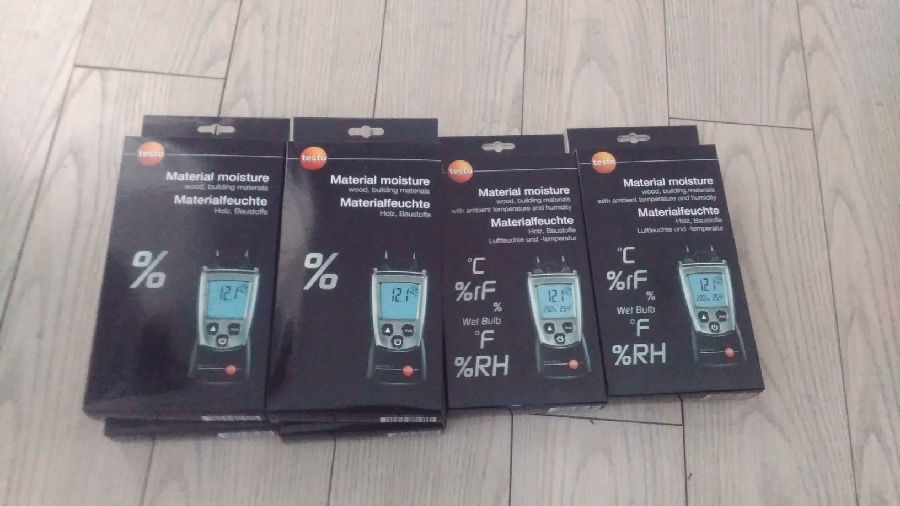 testo
Material moisture
wood, building materials
Materialfeuchte
Holz, Baustoffe
%
12.1
testo
Material moisture
wood, building materials
Materialfeuchte
Holz, Baustoffe
%
12.1
testo
Material moisture
wood, building materials
with ambient temperature and humidity
Materialfeuchte
Holz, Baustoffe
Luftfeuchte und -temperatur
°C
%rF
%
Wet Bulb
°F
%RH
12.1
testo
Material moisture
wood, building materials
with ambient temperature and humidity
Materialfeuchte
Holz, Baustoffe
Luftfeuchte und -temperatur
°C
%rF
%
Wet Bulb
°F
%RH
12.1